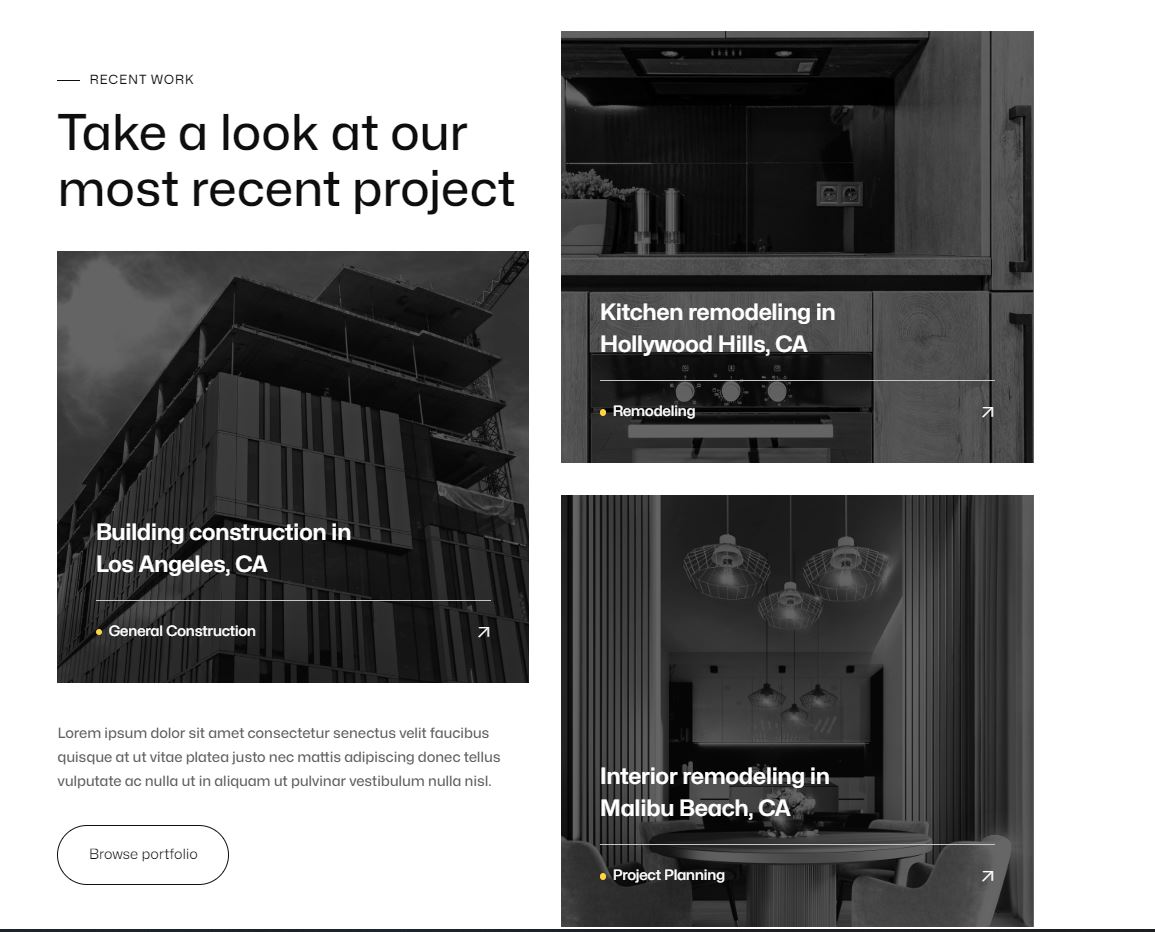 RECENT WORK
Take a look at our
most recent project
Building construction in
Los Angeles, CA
General Construction
Lorem ipsum dolor sit amet consectetur senectus velit faucibus
quisque at ut vitae platea justo nec mattis adipiscing donec tellus
vulputate ac nulla ut in aliquam ut pulvinar vestibulum nulla nisl.
Browse portfolio
Kitchen remodeling in
Hollywood Hills, CA
Remodeling
Interior remodeling in
Malibu Beach, CA
Project Planning